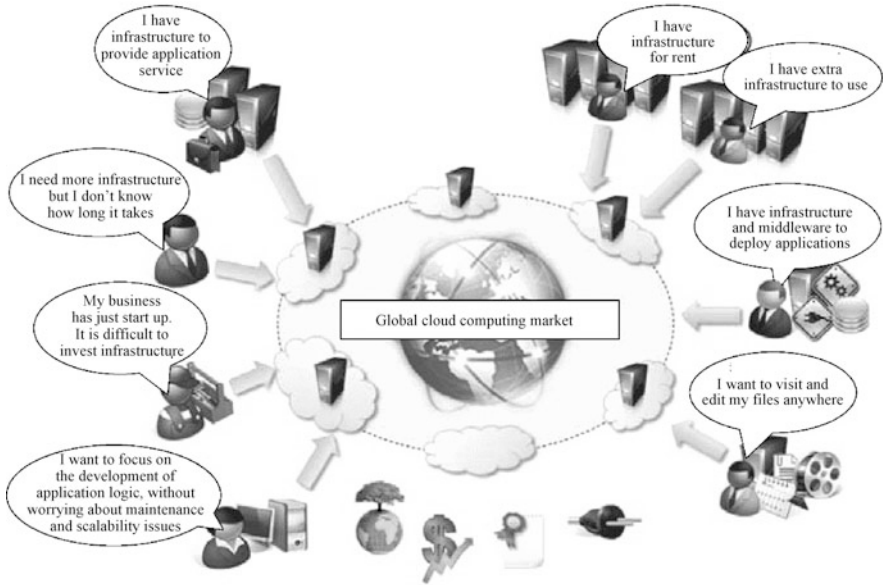 I have
infrastructure to
provide application
service
I have
infrastructure
for rent
I have extra
infrastructure to use
I need more infrastructure
but I don't know
how long it takes
I have infrastructure
and middleware to
deploy applications
My business
has just start up.
It is difficult to
invest infrastructure
Global cloud computing market
I want to visit and
edit my files anywhere
I want to focus on
the development of
application logic, without
worrying about maintenance
and scalability issues